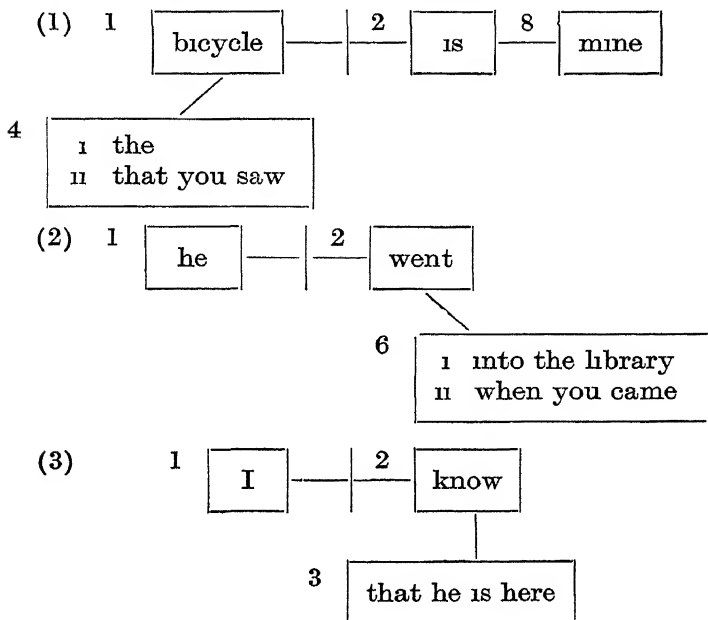 (1) 1 bicycle 2 is 8 mine
4
i the
ii that you saw
(2) 1 he 2 went
6
i into the library
ii when you came
(3) 1 I 2 know
3 that he is here